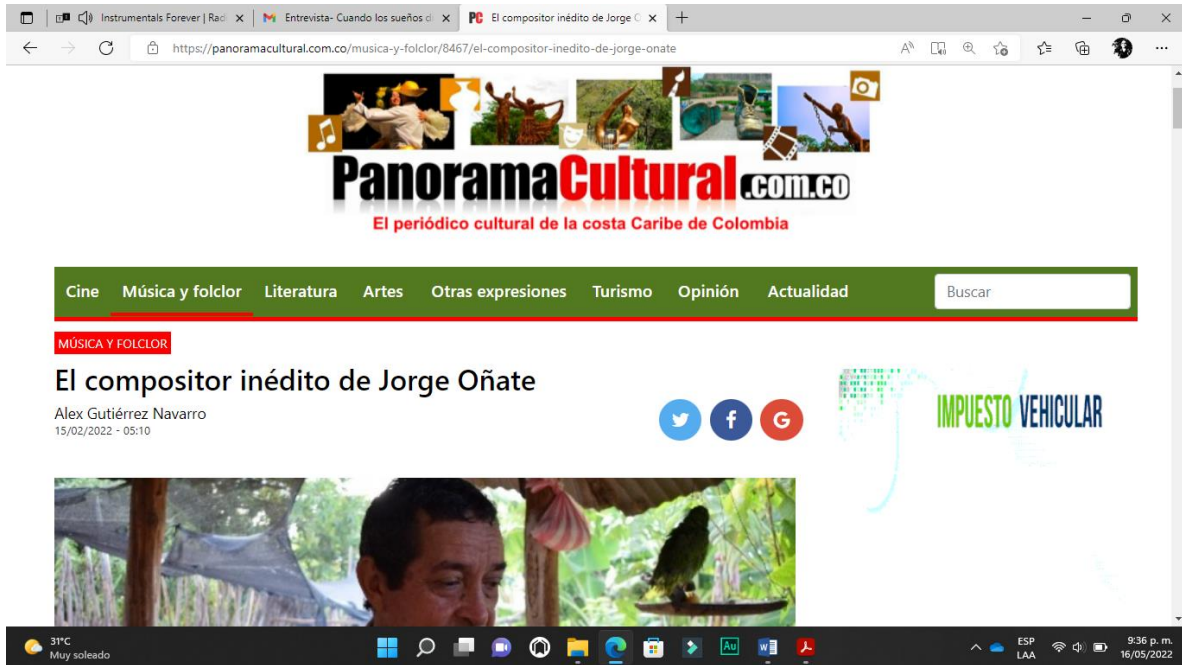 Instrumentals Forever | Rad
Entrevista- Cuando los sueños d
PC El compositor inédito de Jorge O
https://panoramacultural.com.co/musica-y-folclor/8467/el-compositor-inedito-de-jorge-onate
PanoramaCultural.com.co
El periódico cultural de la costa Caribe de Colombia
Cine Música y folclor Literatura Artes Otras expresiones Turismo Opinión Actualidad Buscar
MÚSICA Y FOLCLOR
El compositor inédito de Jorge Oñate
Alex Gutiérrez Navarro
15/02/2022 - 05:10
IMPUESTO VEHICULAR
31°C
Muy soleado
ESP
LAA
9:36 p. m.
16/05/2022